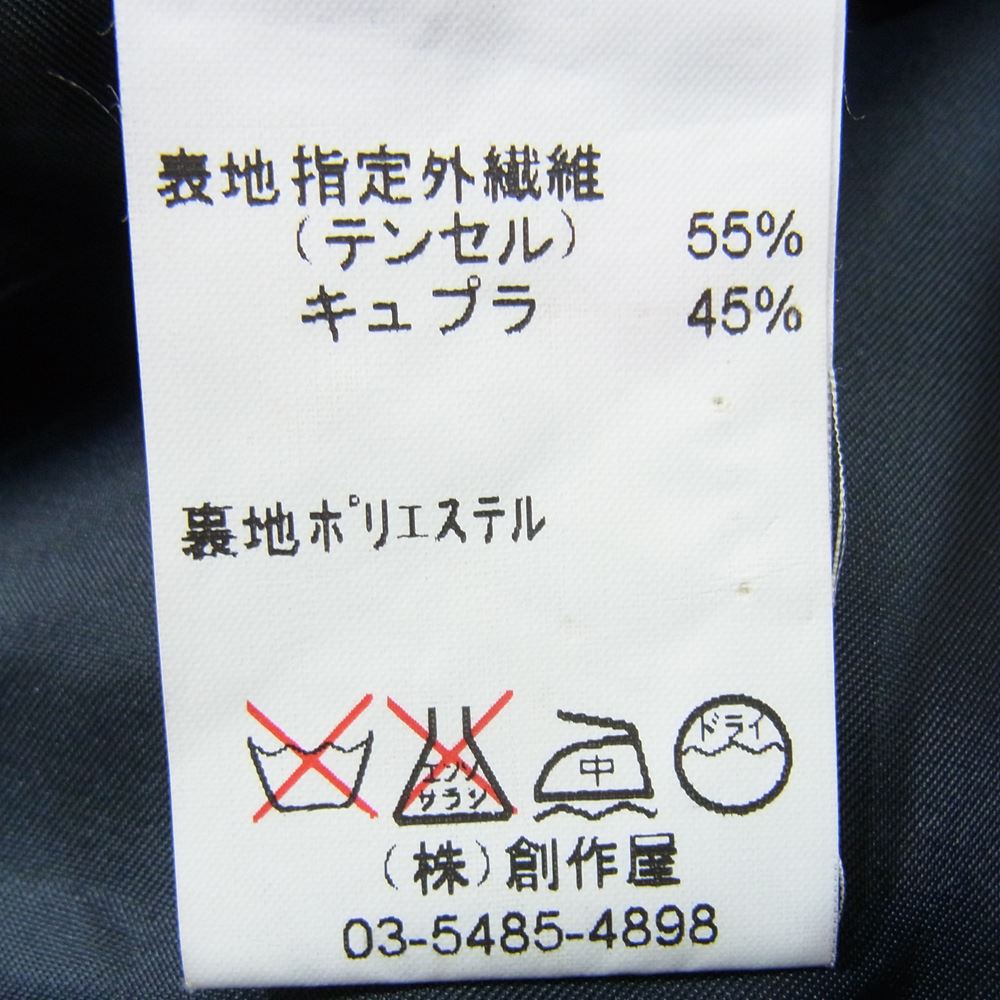 表地指定外繊維
(テンセル) 55%
キュプラ 45%
裏地ポリエステル
エンソ
サラシ
中
ドライ
(株)創作屋
03-5485-4898